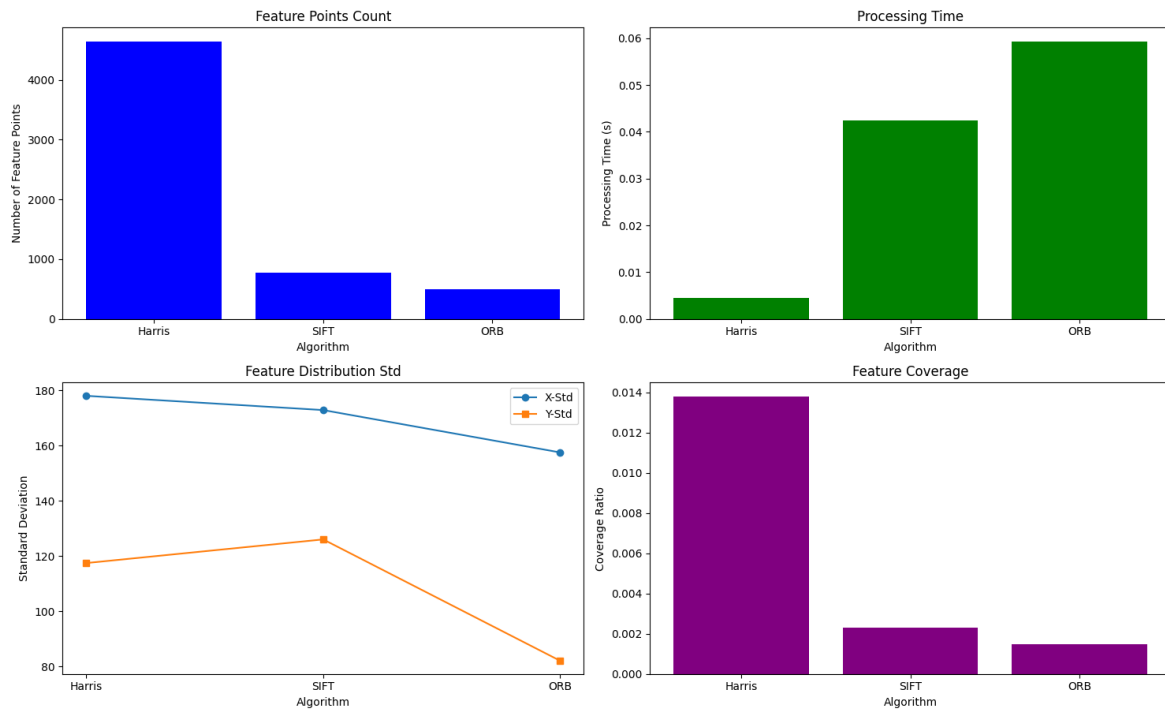 Feature Points Count
Number of Feature Points
4000
3000
2000
1000
0
Harris
SIFT
ORB
Algorithm
Processing Time
Processing Time (s)
0.06
0.05
0.04
0.03
0.02
0.01
0.00
Harris
SIFT
ORB
Algorithm
Feature Distribution Std
Standard Deviation
180
160
140
120
100
80
X-Std
Y-Std
Harris
SIFT
ORB
Algorithm
Feature Coverage
Coverage Ratio
0.014
0.012
0.010
0.008
0.006
0.004
0.002
0.000
Harris
SIFT
ORB
Algorithm